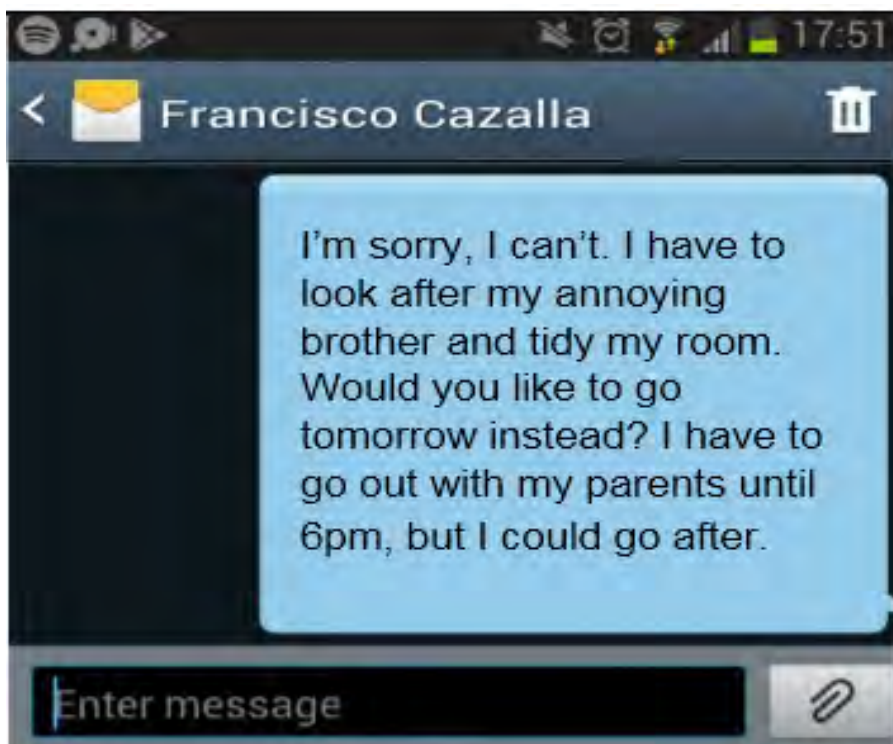 17:51
Francisco Cazalla
I'm sorry, I can't. I have to
look after my annoying
brother and tidy my room.
Would you like to go
tomorrow instead? I have to
go out with my parents until
6pm, but I could go after.
Enter message